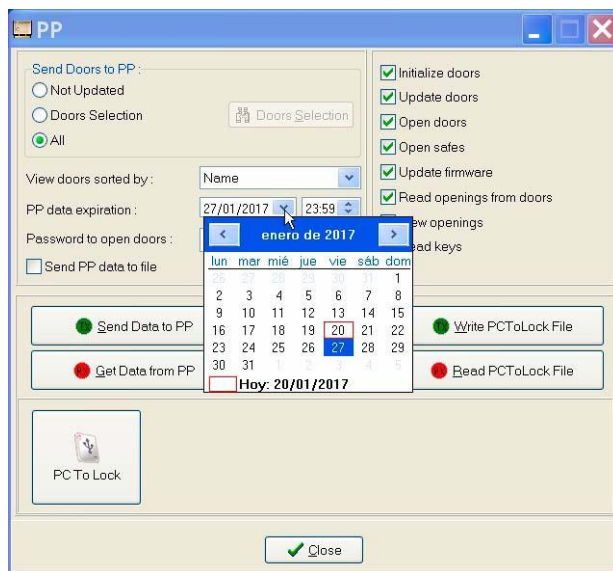 PP
Send Doors to PP :
Not Updated
Doors Selection
Doors Selection
All
View doors sorted by :
Name
PP data expiration :
27/01/2017
23:59
Password to open doors :
Send PP data to file
Initialize doors
Update doors
Open doors
Open safes
Update firmware
Read openings from doors
openings
keys
enero de 2017
lun mar mié jue vie sáb dom
26 27 28 29 30 31 1
2 3 4 5 6 7 8
9 10 11 12 13 14 15
16 17 18 19 20 21 22
23 24 25 26 27 28 29
30 31 1 2 3 4 5
Hoy: 20/01/2017
Send Data to PP
Write PCToLock File
Get Data from PP
Read PCToLock File
PC To Lock
Close